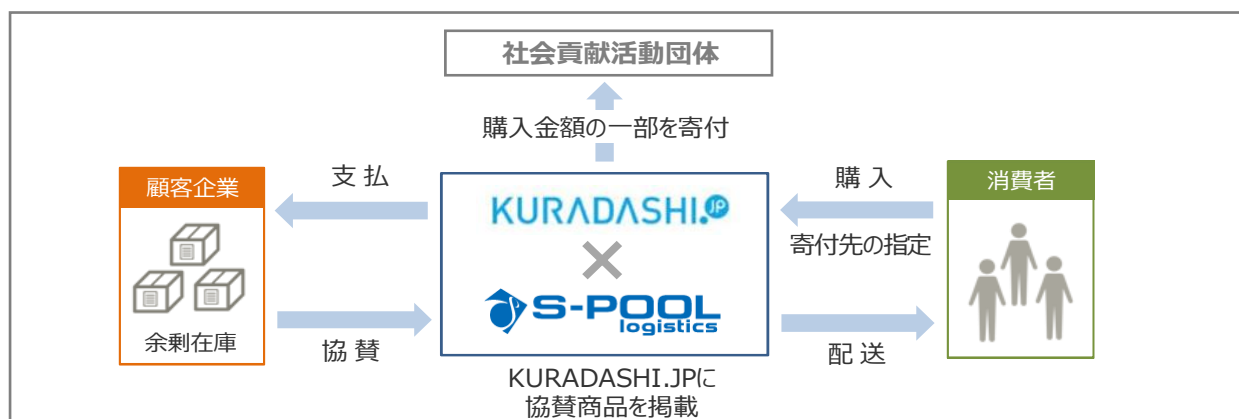 社会貢献活動団体
購入金額の一部を寄付
顧客企業
支 払
KURADASHI.JP
購 入
消費者
寄付先の指定
×
余剰在庫
協 賛
S-POOL
logistics
配 送
KURADASHI.JPに
協賛商品を掲載